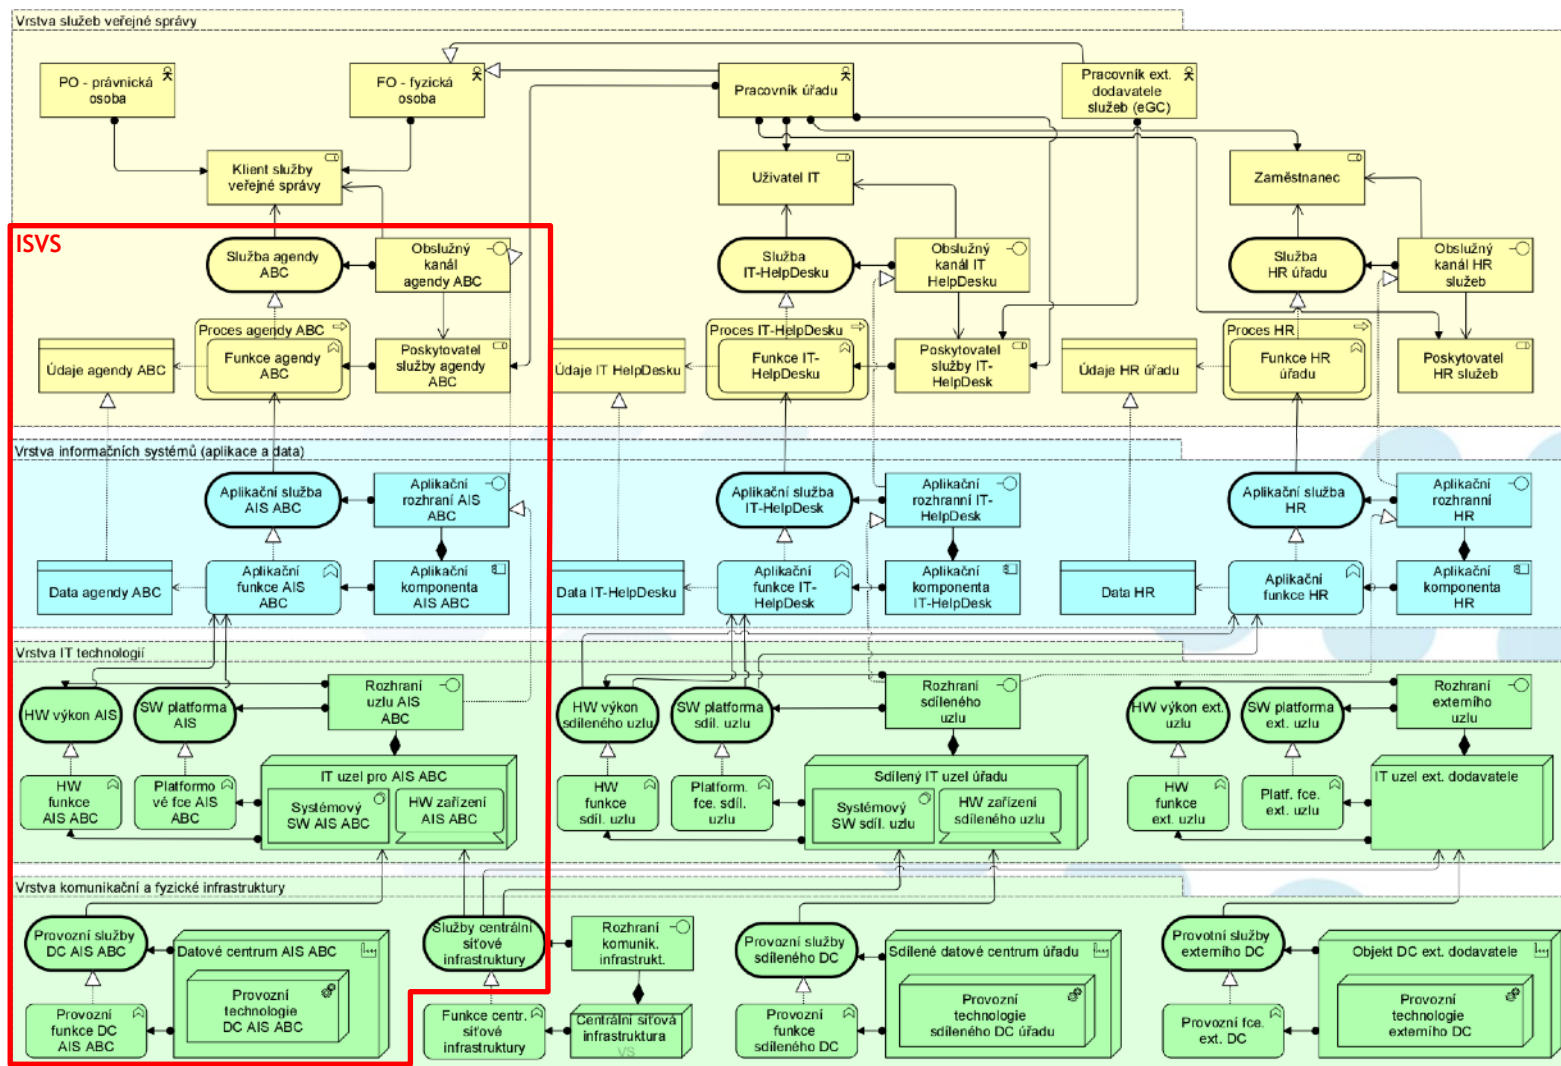 Vrstva služeb veřejné správy
PO - právnická
osoba
FO - fyzická
osoba
Pracovník úřadu
Pracovník ext.
dodavatele
služeb (eGC)
Klient služby
veřejné správy
Uživatel IT
Zaměstnanec
ISVS
Služba agendy
ABC
Obslužný
kanál
agendy ABC
Služba
IT-HelpDesku
Obslužný
kanál IT
HelpDesku
Služba
HR úřadu
Obslužný
kanál HR
služeb
Proces agendy ABC
Funkce agendy
ABC
Údaje agendy ABC
Poskytovatel
služby agendy
ABC
Proces IT-HelpDesku
Funkce IT-
HelpDesku
Údaje IT HelpDesku
Poskytovatel
služby IT-
HelpDesk
Proces HR
Funkce HR
úřadu
Údaje HR úřadu
Poskytovatel
HR služeb
Vrstva informačních systémů (aplikace a data)
Aplikační služba
AIS ABC
Aplikační
rozhraní AIS
ABC
Aplikační služba
IT-HelpDesk
Aplikační
rozhranní IT-
HelpDesk
Aplikační služba
HR
Aplikační
rozhranní
HR
Data agendy ABC
Aplikační
funkce AIS
ABC
Aplikační
komponenta
AIS ABC
Data IT-HelpDesku
Aplikační
funkce IT-
HelpDesk
Aplikační
komponenta
IT-HelpDesk
Data HR
Aplikační
funkce HR
Aplikační
komponenta
HR
Vrstva IT technologií
HW výkon AIS
SW platforma
AIS
Rozhraní
uzlu AIS
ABC
HW výkon
sdíleného uzlu
SW platforma
sdíl. uzlu
Rozhraní
sdíleného
uzlu
HW výkon ext.
uzlu
SW platforma
ext. uzlu
Rozhraní
externího
uzlu
HW
funkce
AIS ABC
Platformo
vé fce AIS
ABC
IT uzel pro AIS ABC
Systémový
SW AIS ABC
HW zařízení
AIS ABC
HW
funkce
sdíl. uzlu
Platform.
fce. sdíl.
uzlu
Sdílený IT uzel úřadu
Systémový
SW sdíl. uzlu
HW zařízení
sdíleného uzlu
HW
funkce
ext. uzlu
Platf. fce.
ext. uzlu
IT uzel ext. dodavatele
Vrstva komunikační a fyzické infrastruktury
Provozní služby
DC AIS ABC
Datové centrum AIS ABC
Provozní
technologie
DC AIS ABC
Provozní
funkce DC
AIS ABC
Služby centrální
síťové
infrastruktury
Rozhraní
komunik.
infrastrukt.
Funkce centr.
síťové
infrastruktury
Centrální síťová
infrastruktura
VS
Provozní služby
sdíleného DC
Sdílené datové centrum úřadu
Provozní
technologie
sdíleného DC úřadu
Provozní
funkce
sdíleného DC
Provotní služby
externího DC
Objekt DC ext. dodavatele
Provozní
technologie
externího DC
Provozní fce.
ext. DC